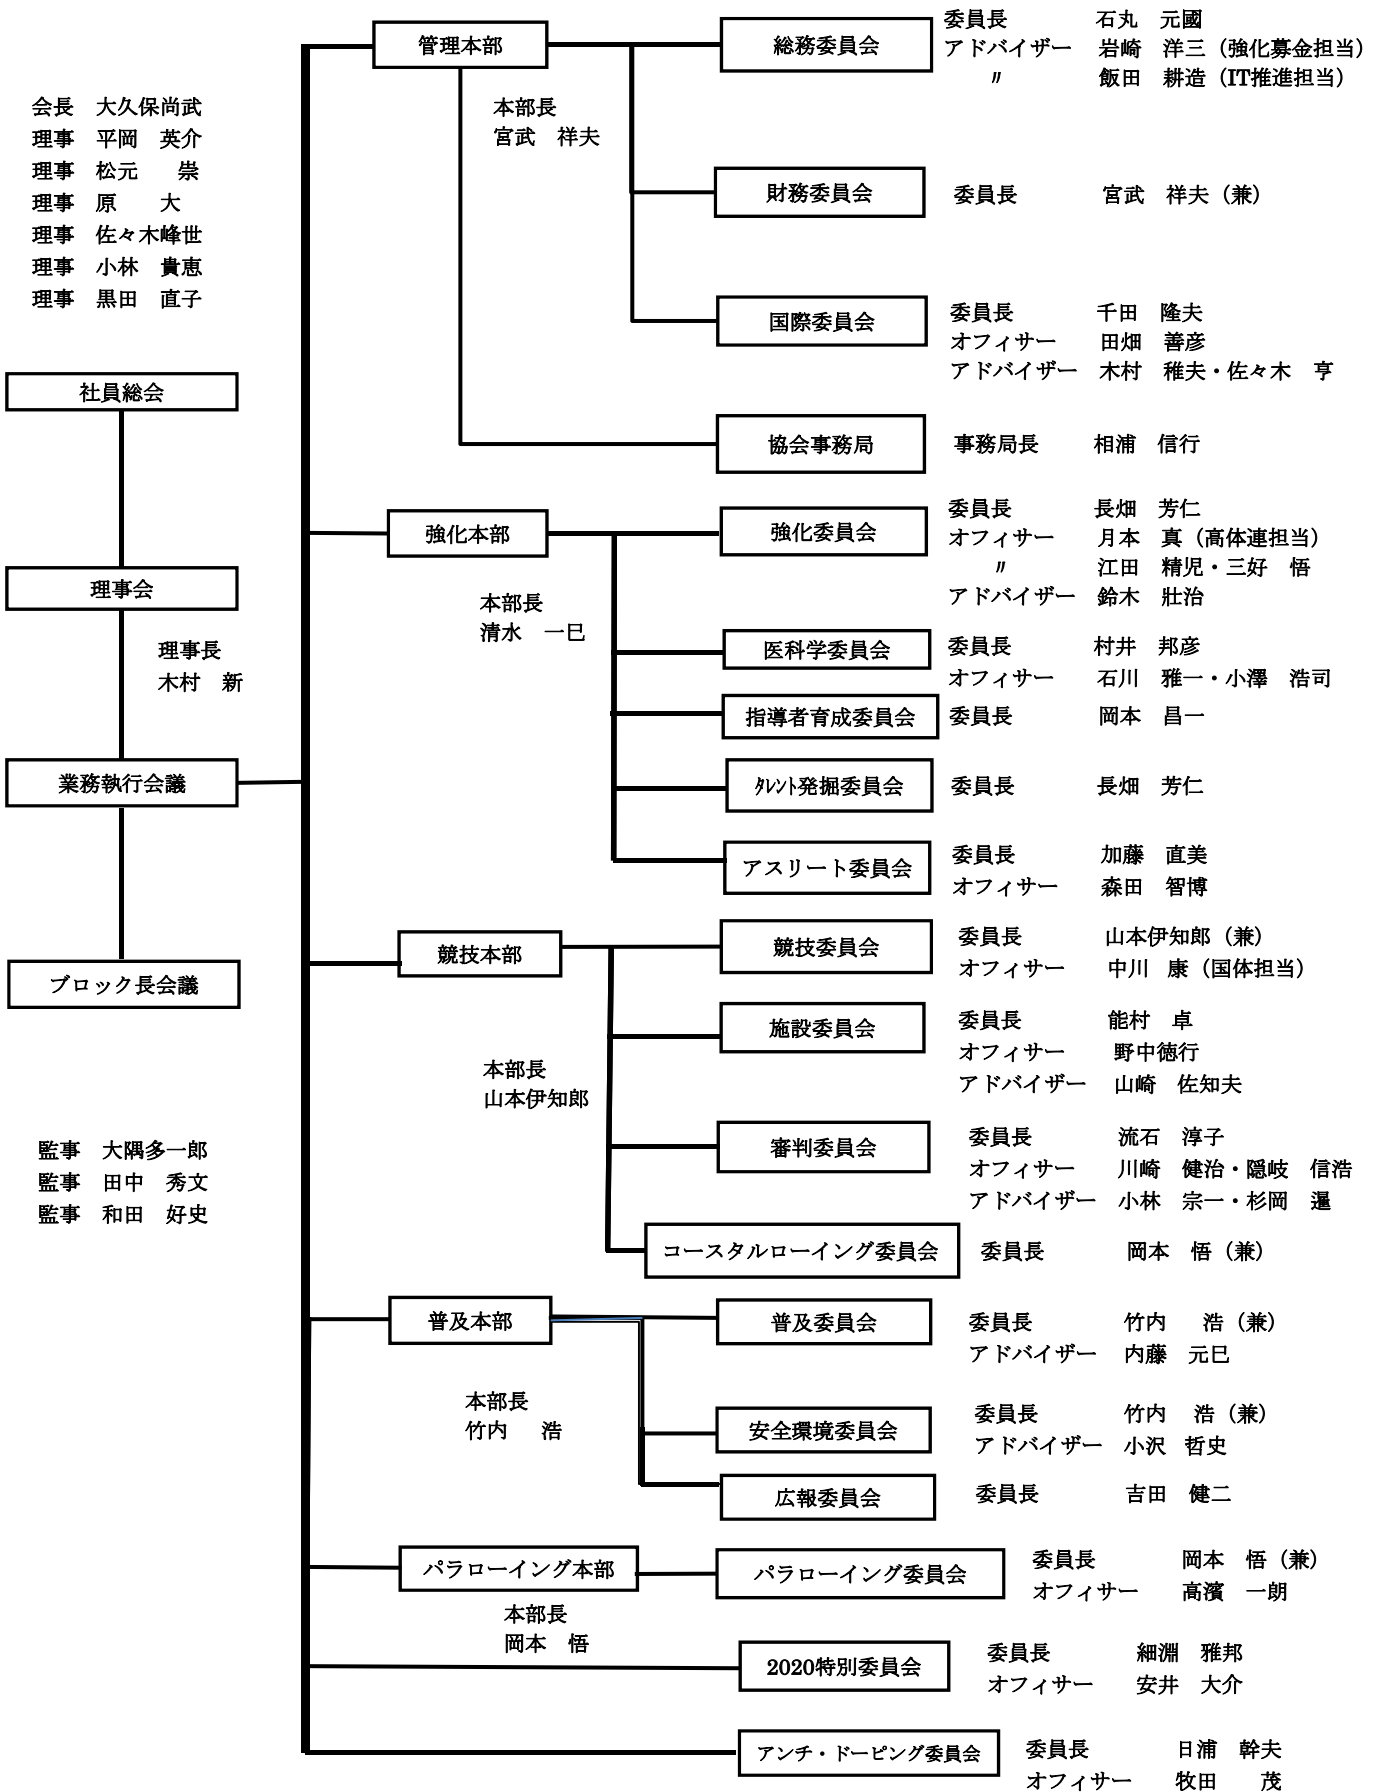 会長　大久保尚武
理事　平岡　英介
理事　松元　　崇
理事　原　　大
理事　佐々木峰世
理事　小林　貴恵
理事　黒田　直子
社員総会
理事会
理事長
木村　新
業務執行会議
ブロック長会議
監事　大隅多一郎
監事　田中　秀文
監事　和田　好史
管理本部
本部長
宮武　祥夫
総務委員会
委員長　石丸　元國
アドバイザー　岩崎　洋三（強化募金担当）
〃　飯田　耕造（IT推進担当）
財務委員会
委員長　宮武　祥夫（兼）
国際委員会
委員長　千田　隆夫
オフィサー　田畑　善彦
アドバイザー　木村　稚夫・佐々木　亨
協会事務局
事務局長　相浦　信行
強化本部
本部長
清水　一巳
強化委員会
委員長　長畑　芳仁
オフィサー　月本　真（高体連担当）
〃　江田　精児・三好　悟
アドバイザー　鈴木　壯治
医科学委員会
委員長　村井　邦彦
オフィサー　石川　雅一・小澤　浩司
指導者育成委員会
委員長　岡本　昌一
ﾀﾚﾝﾄ発掘委員会
委員長　長畑　芳仁
アスリート委員会
委員長　加藤　直美
オフィサー　森田　智博
競技本部
本部長
山本伊知郎
競技委員会
委員長　山本伊知郎（兼）
オフィサー　中川　康（国体担当）
施設委員会
委員長　能村　卓
オフィサー　野中徳行
アドバイザー　山崎　佐知夫
審判委員会
委員長　流石　淳子
オフィサー　川崎　健治・隠岐　信浩
アドバイザー　小林　宗一・杉岡　暹
コースタルローイング委員会
委員長　岡本　悟（兼）
普及本部
本部長
竹内　浩
普及委員会
委員長　竹内　浩（兼）
アドバイザー　内藤　元巳
安全環境委員会
委員長　竹内　浩（兼）
アドバイザー　小沢　哲史
広報委員会
委員長　吉田　健二
パラローイング本部
本部長
岡本　悟
パラローイング委員会
委員長　岡本　悟（兼）
オフィサー　高濱　一朗
2020特別委員会
委員長　細淵　雅邦
オフィサー　安井　大介
アンチ・ドーピング委員会
委員長　日浦　幹夫
オフィサー　牧田　茂